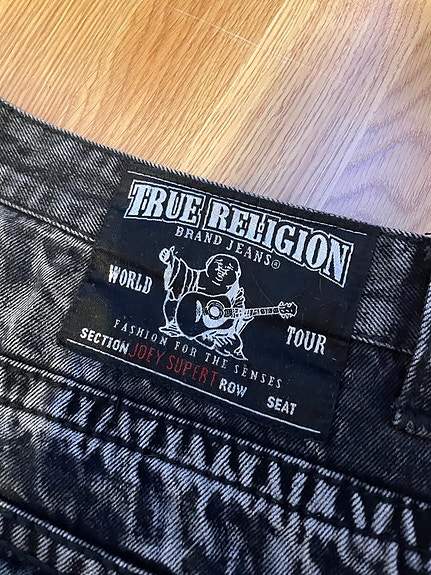 TRUE RELIGION
BRAND JEANS®
WORLD TOUR
FASHION FOR THE SENSES
SECTION JOEY SUPERT ROW SEAT